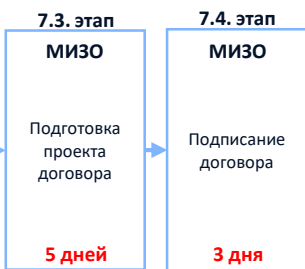 7.3. этап
МИЗО
Подготовка
проекта
договора
5 дней
7.4. этап
МИЗО
Подписание
договора
3 дня